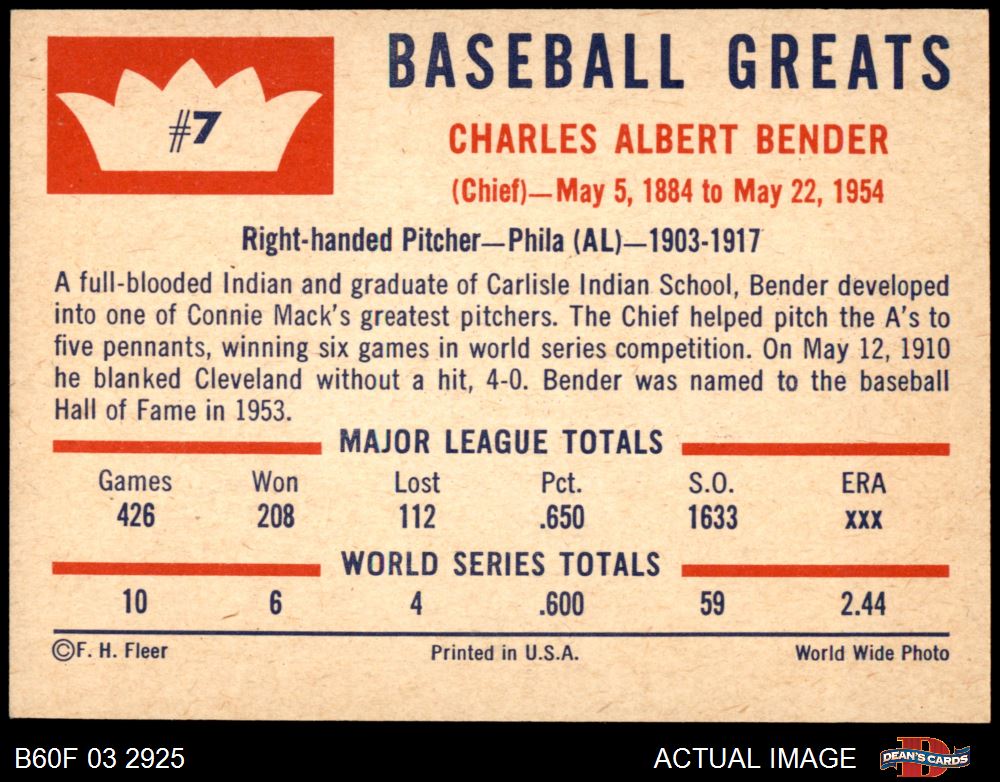 #7
BASEBALL GREATS
CHARLES ALBERT BENDER
(Chief)—May 5, 1884 to May 22, 1954
Right-handed Pitcher—Phila (AL)—1903-1917
A full-blooded Indian and graduate of Carlisle Indian School, Bender developed
into one of Connie Mack's greatest pitchers. The Chief helped pitch the A's to
five pennants, winning six games in world series competition. On May 12, 1910
he blanked Cleveland without a hit, 4-0. Bender was named to the baseball
Hall of Fame in 1953.
MAJOR LEAGUE TOTALS
Games Won Lost Pct. S.O. ERA
426 208 112 .650 1633 xxx
WORLD SERIES TOTALS
10 6 4 .600 59 2.44
©F. H. Fleer Printed in U.S.A. World Wide Photo
B60F 03 2925 ACTUAL IMAGE D DEAN'S CARDS